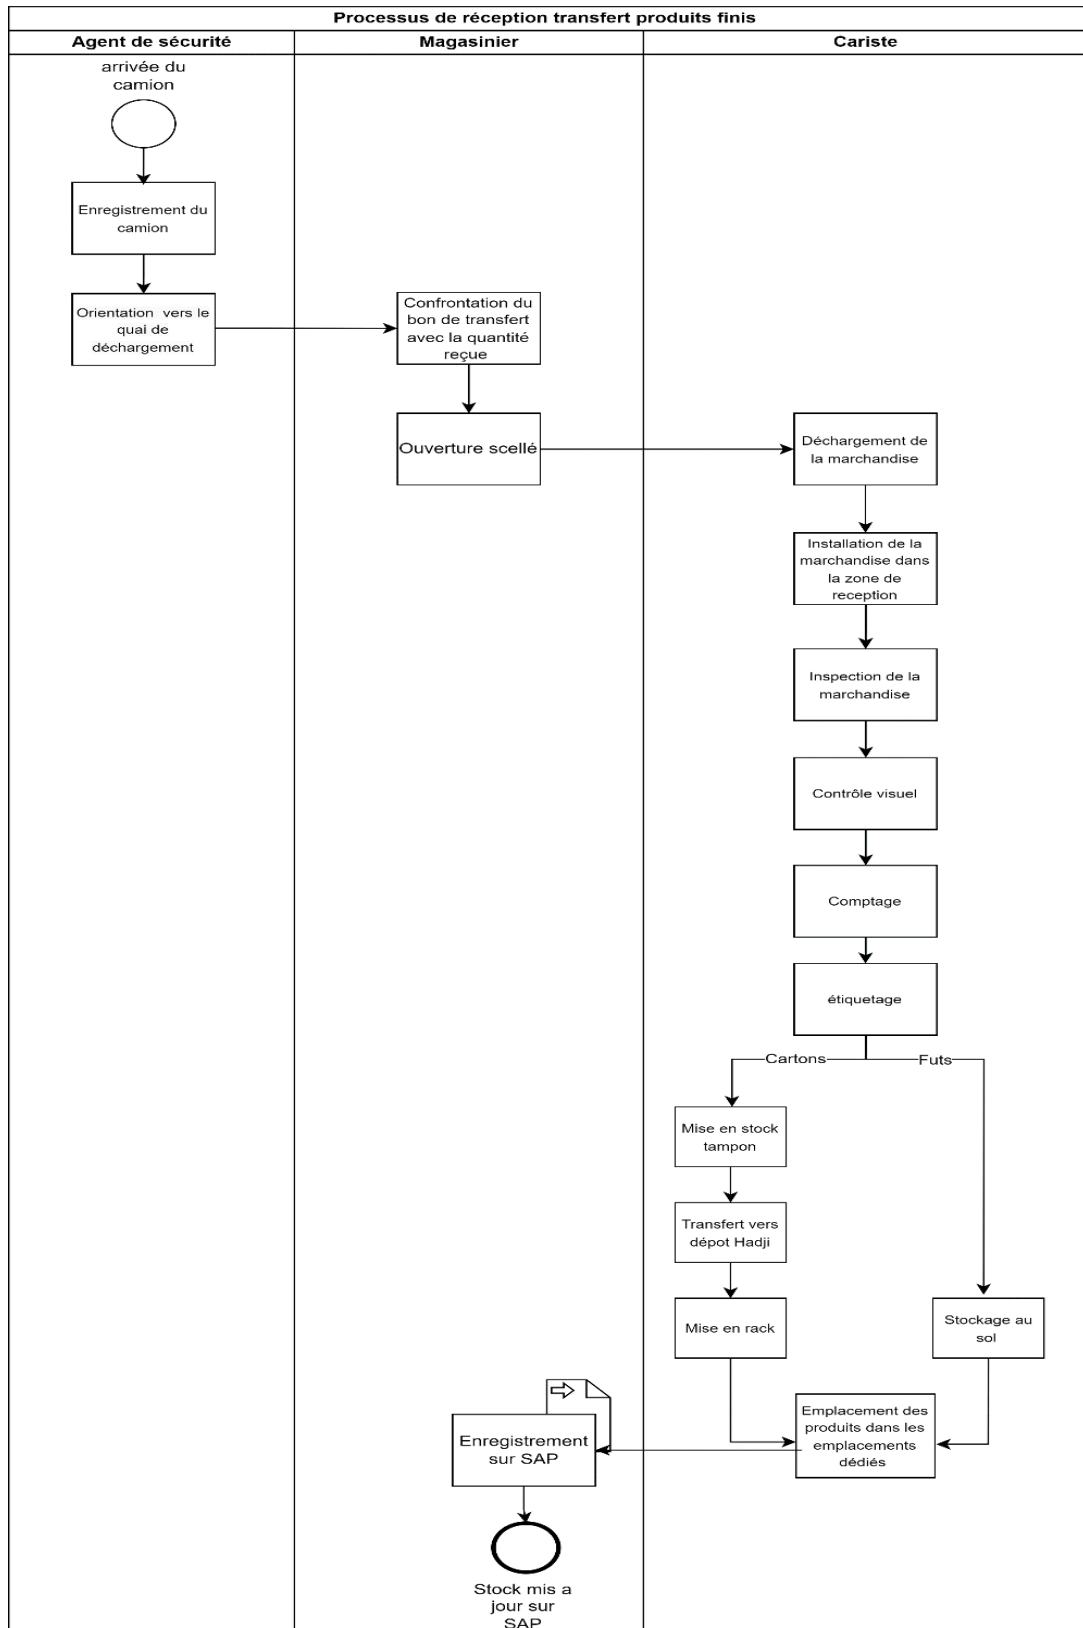 Processus de réception transfert produits finis
Agent de sécurité
Magasinier
Cariste
arrivée du
camion
Enregistrement du
camion
Orientation vers le
quai de
déchargement
Confrontation du
bon de transfert
avec la quantité
reçue
Ouverture scellé
Déchargement de
la marchandise
Installation de la
marchandise dans
la zone de
reception
Inspection de la
marchandise
Contrôle visuel
Comptage
étiquetage
Cartons
Futs
Mise en stock
tampon
Transfert vers
dépot Hadji
Mise en rack
Stockage au
sol
Emplacement des
produits dans les
emplacements
dédiés
Enregistrement
sur SAP
Stock mis a
jour sur
SAP